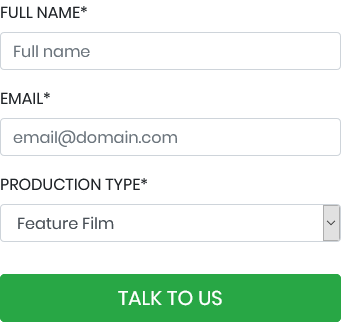 FULL NAME*
Full name
EMAIL*
email@domain.com
PRODUCTION TYPE*
Feature Film
TALK TO US